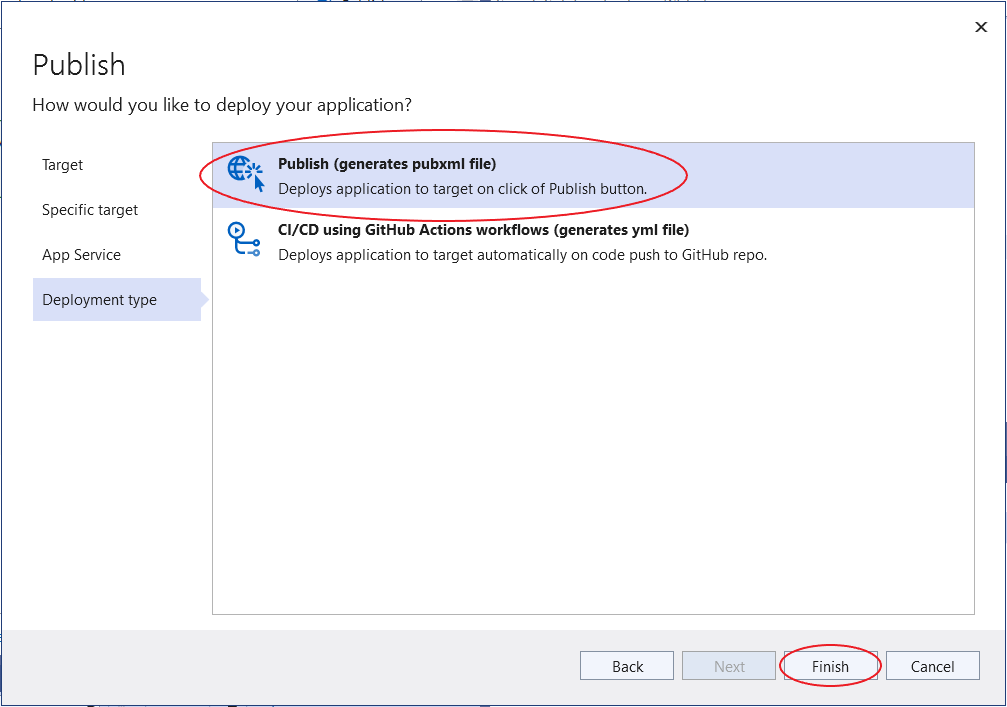 Publish
How would you like to deploy your application?
Target
Specific target
App Service
Deployment type
Publish (generates pubxml file)
Deploys application to target on click of Publish button.
CI/CD using GitHub Actions workflows (generates yml file)
Deploys application to target automatically on code push to GitHub repo.
Back
Next
Finish
Cancel